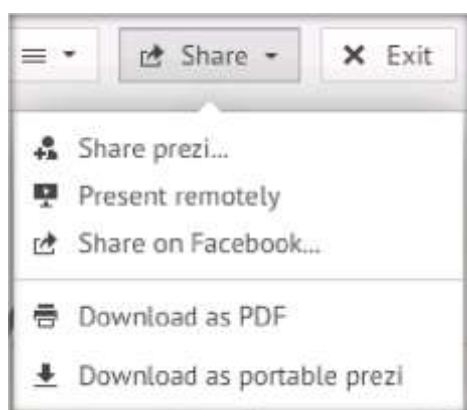 Share Exit
Share prezi...
Present remotely
Share on Facebook...
Download as PDF
Download as portable prezi